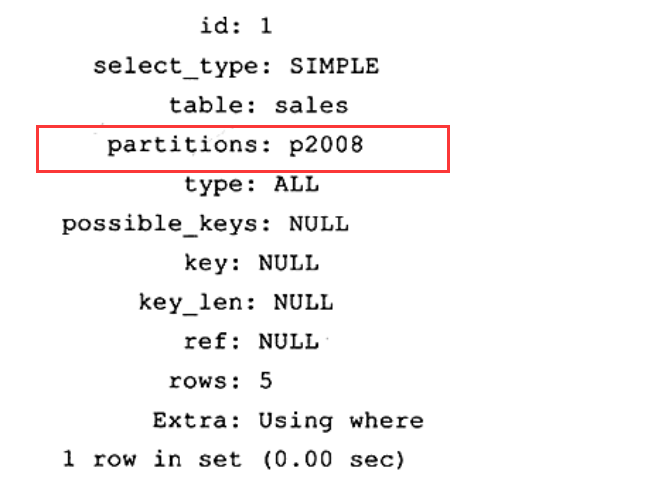 id: 1
select_type: SIMPLE
table: sales
partitions: p2008
type: ALL
possible_keys: NULL
key: NULL
key_len: NULL
ref: NULL
rows: 5
Extra: Using where
1 row in set (0.00 sec)